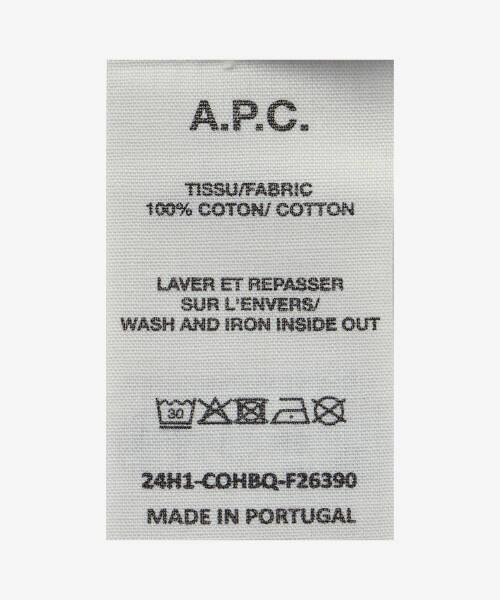 A.P.C.
TISSU/FABRIC
100% COTON/ COTTON
LAVER ET REPASSER
SUR L'ENVERS/
WASH AND IRON INSIDE OUT
30
24H1-COHBQ-F26390
MADE IN PORTUGAL